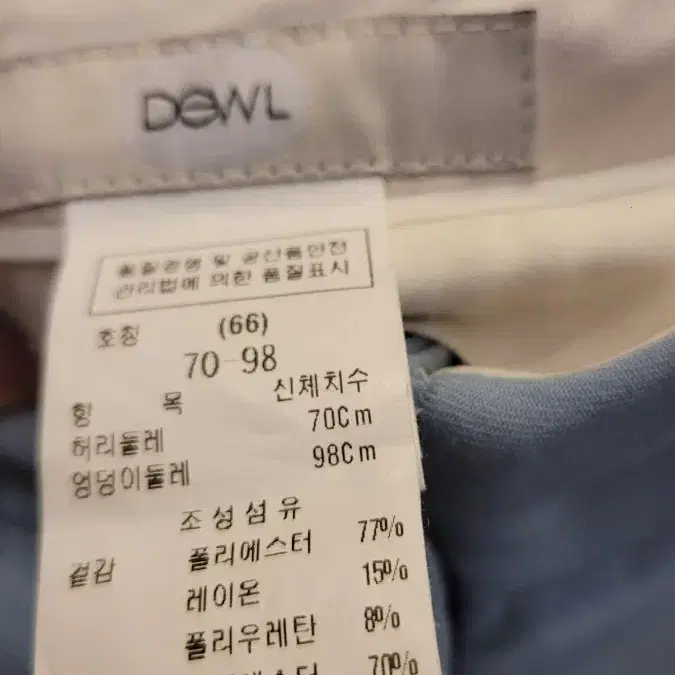 DEWL
품질경영 및 공산품안전
관리법에 의한 품질표시
호칭 (66)
70-98
항 목 신체치수
허리둘레 70Cm
엉덩이둘레 98Cm
조성섬유
겉감 폴리에스터 77%
레이온 15%
폴리우레탄 8%
70%